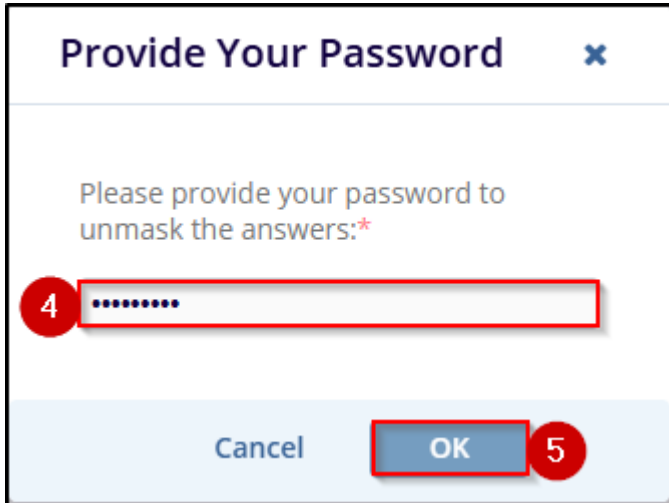 Provide Your Password ×
Please provide your password to
unmask the answers:*
4 •••••••••
Cancel OK 5